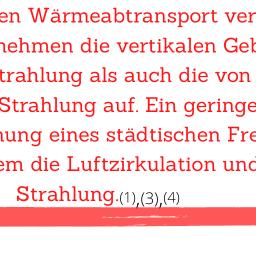 en Wärmeabtransport ver
nehmen die vertikalen Geb
trahlung als auch die von
Strahlung auf. Ein geringe
nung eines städtischen Fre
em die Luftzirkulation und
Strahlung.(1),(3),(4)